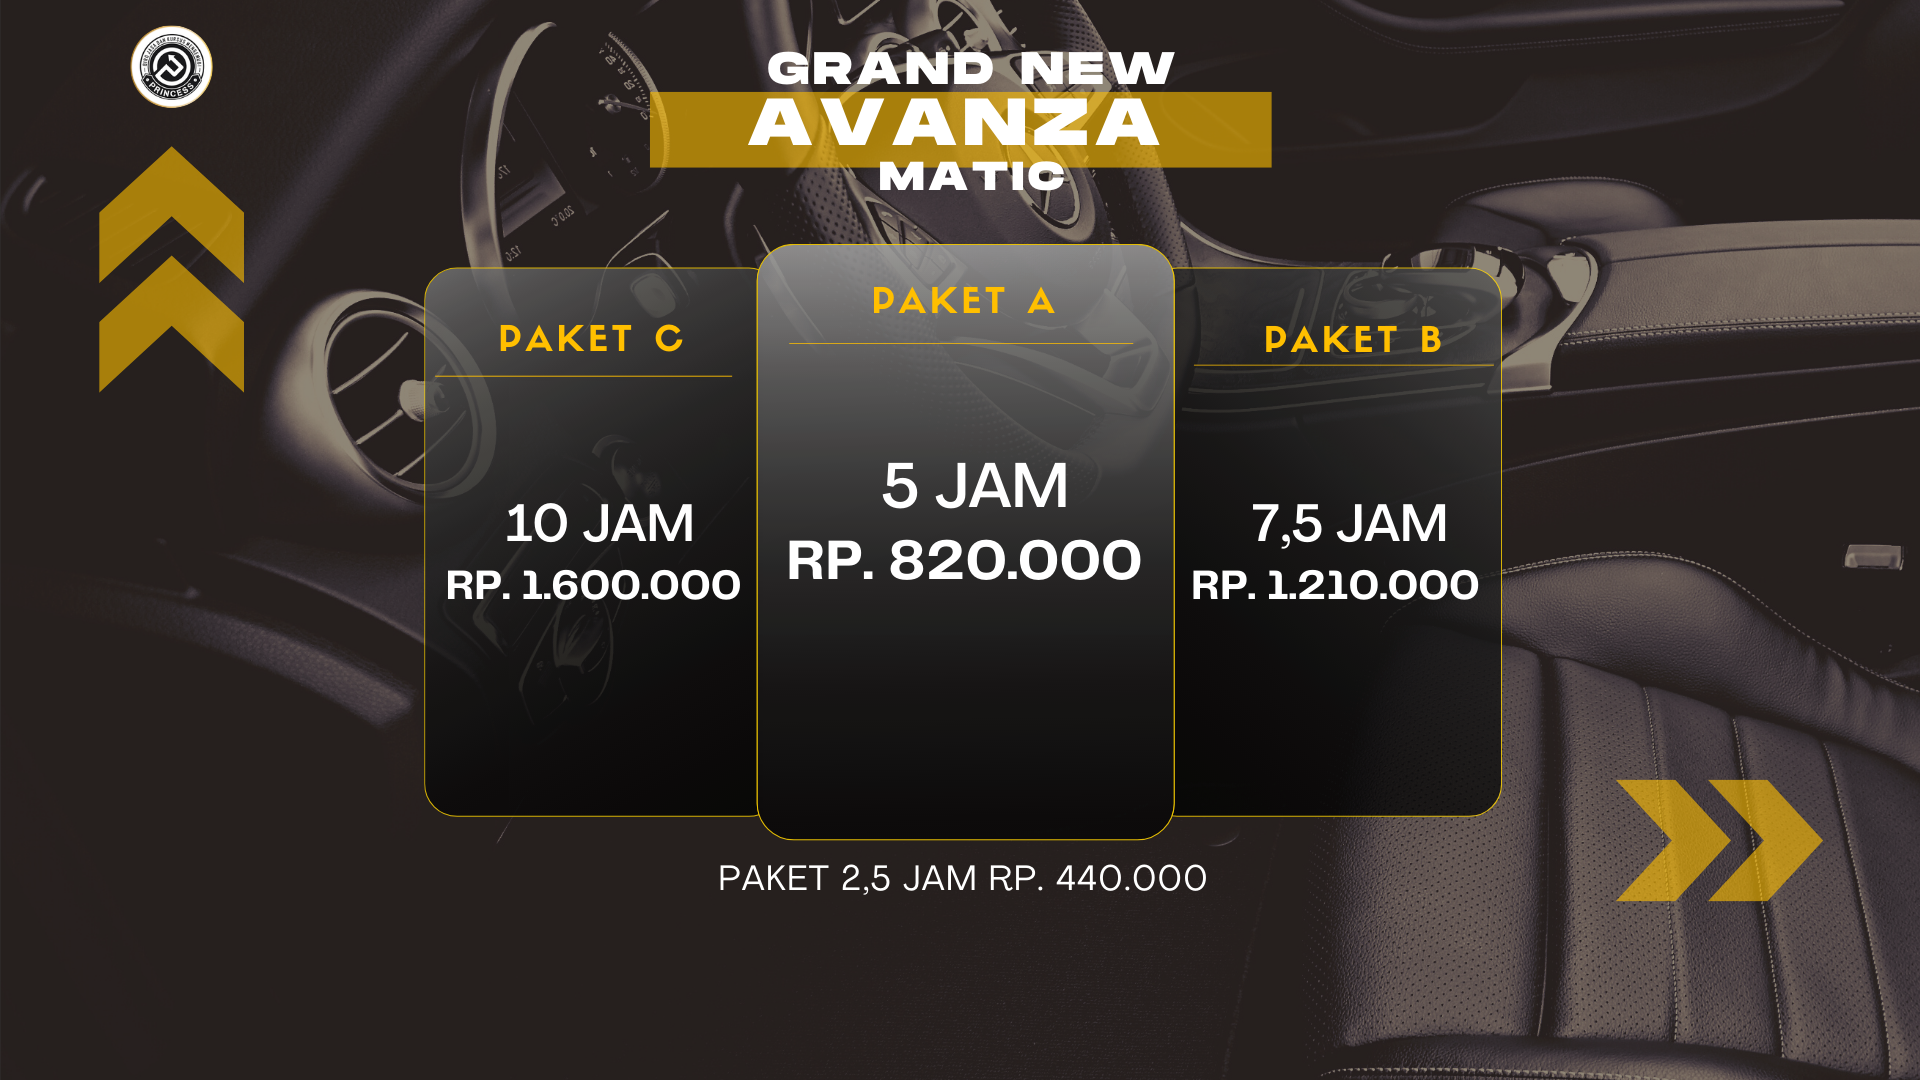 PRINCESS
GRAND NEW
AVANZA
MATIC
PAKET C
10 JAM
RP. 1.600.000
PAKET A
5 JAM
RP. 820.000
PAKET B
7,5 JAM
RP. 1.210.000
PAKET 2,5 JAM RP. 440.000